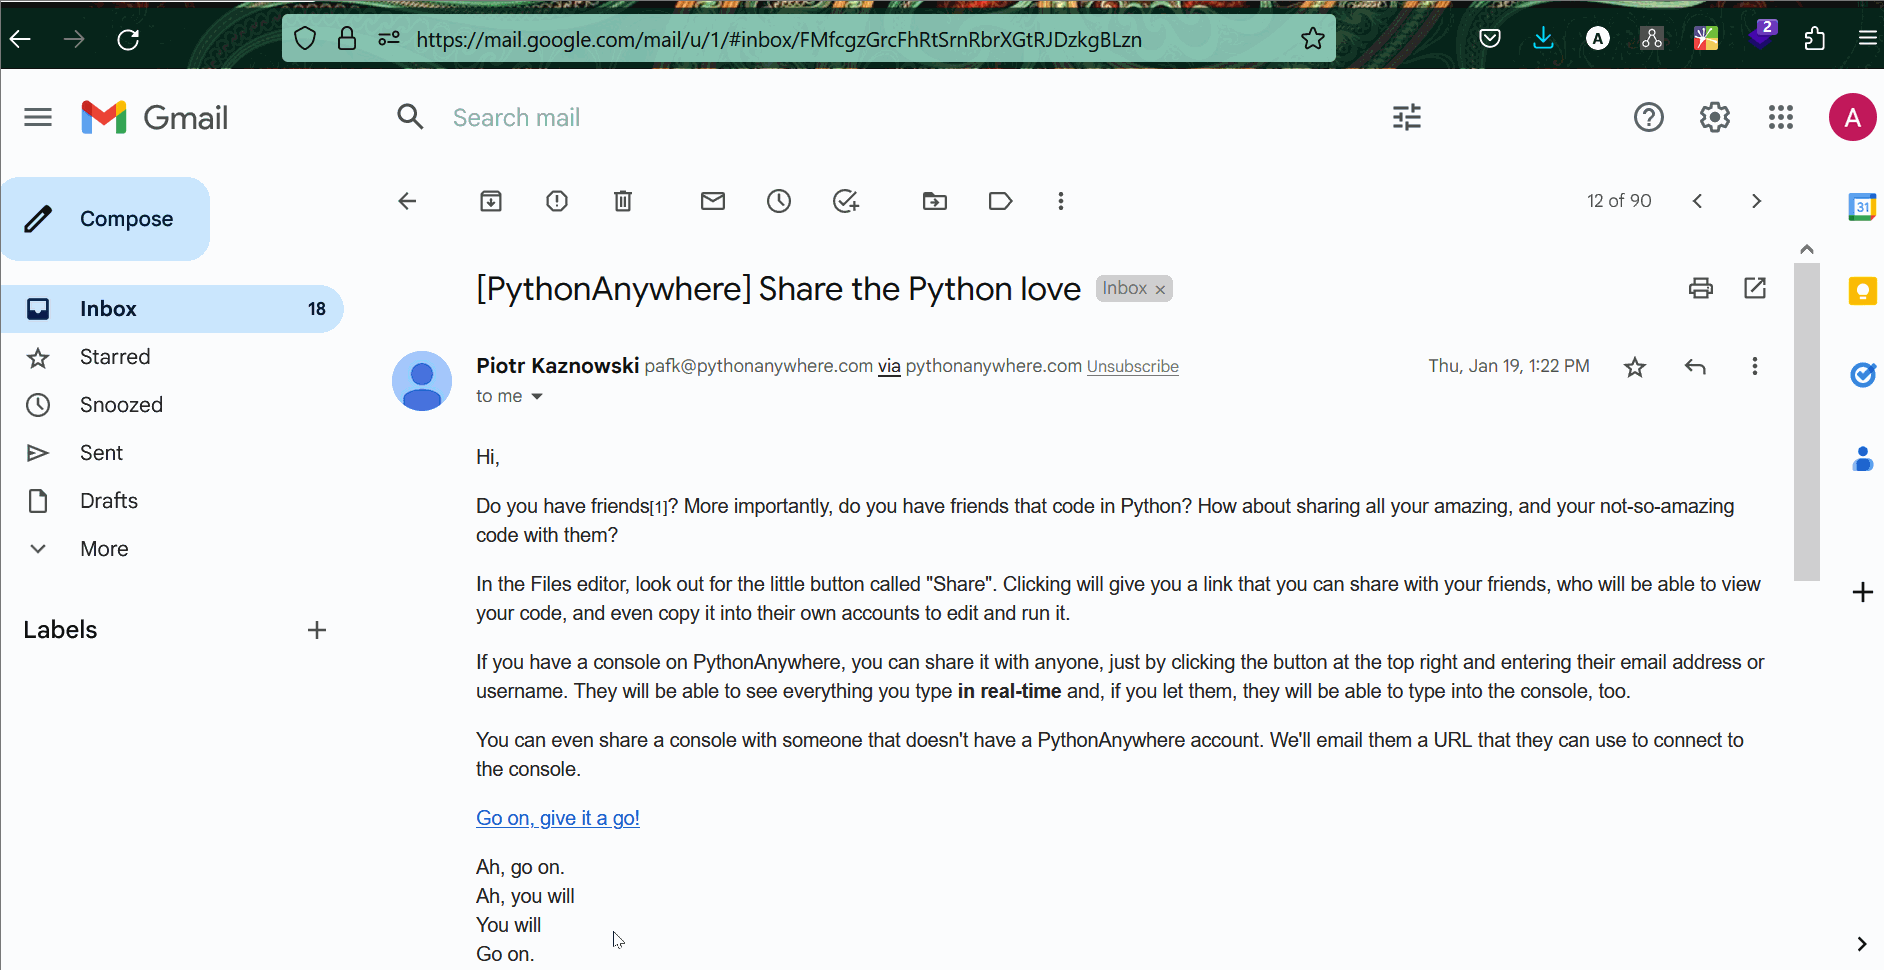 https://mail.google.com/mail/u/1/#inbox/FMfcgzGrcFhRtSrnRbrXGtRJDzkgBLzn
A
2
Gmail
Search mail
A
Compose
12 of 90
31
Inbox 18
Starred
Snoozed
Sent
Drafts
More
Labels
[PythonAnywhere] Share the Python love Inbox ×
Piotr Kaznowski pafk@pythonanywhere.com via pythonanywhere.com Unsubscribe Thu, Jan 19, 1:22 PM
to me
Hi,
Do you have friends[1]? More importantly, do you have friends that code in Python? How about sharing all your amazing, and your not-so-amazing
code with them?
In the Files editor, look out for the little button called "Share". Clicking will give you a link that you can share with your friends, who will be able to view
your code, and even copy it into their own accounts to edit and run it.
If you have a console on PythonAnywhere, you can share it with anyone, just by clicking the button at the top right and entering their email address or
username. They will be able to see everything you type in real-time and, if you let them, they will be able to type into the console, too.
You can even share a console with someone that doesn't have a PythonAnywhere account. We'll email them a URL that they can use to connect to
the console.
Go on, give it a go!
Ah, go on.
Ah, you will
You will
Go on.